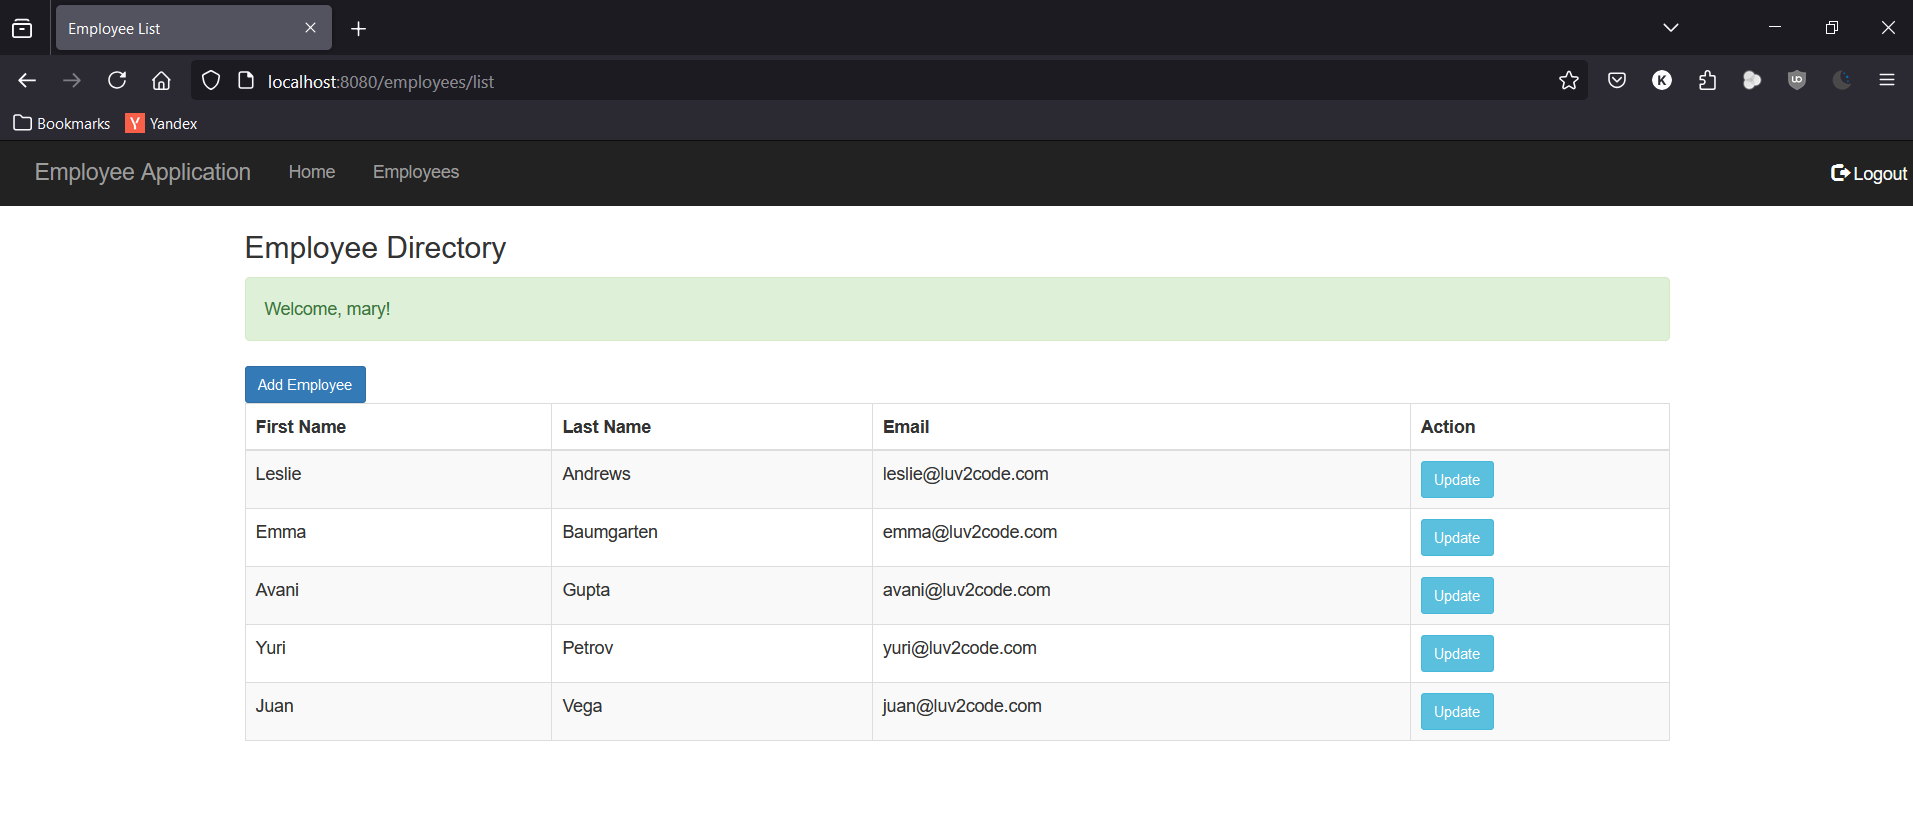 Employee List
localhost:8080/employees/list
K
Bookmarks Y Yandex
Employee Application Home Employees Logout
Employee Directory
Welcome, mary!
Add Employee
First Name Last Name Email Action
Leslie Andrews leslie@luv2code.com Update
Emma Baumgarten emma@luv2code.com Update
Avani Gupta avani@luv2code.com Update
Yuri Petrov yuri@luv2code.com Update
Juan Vega juan@luv2code.com Update